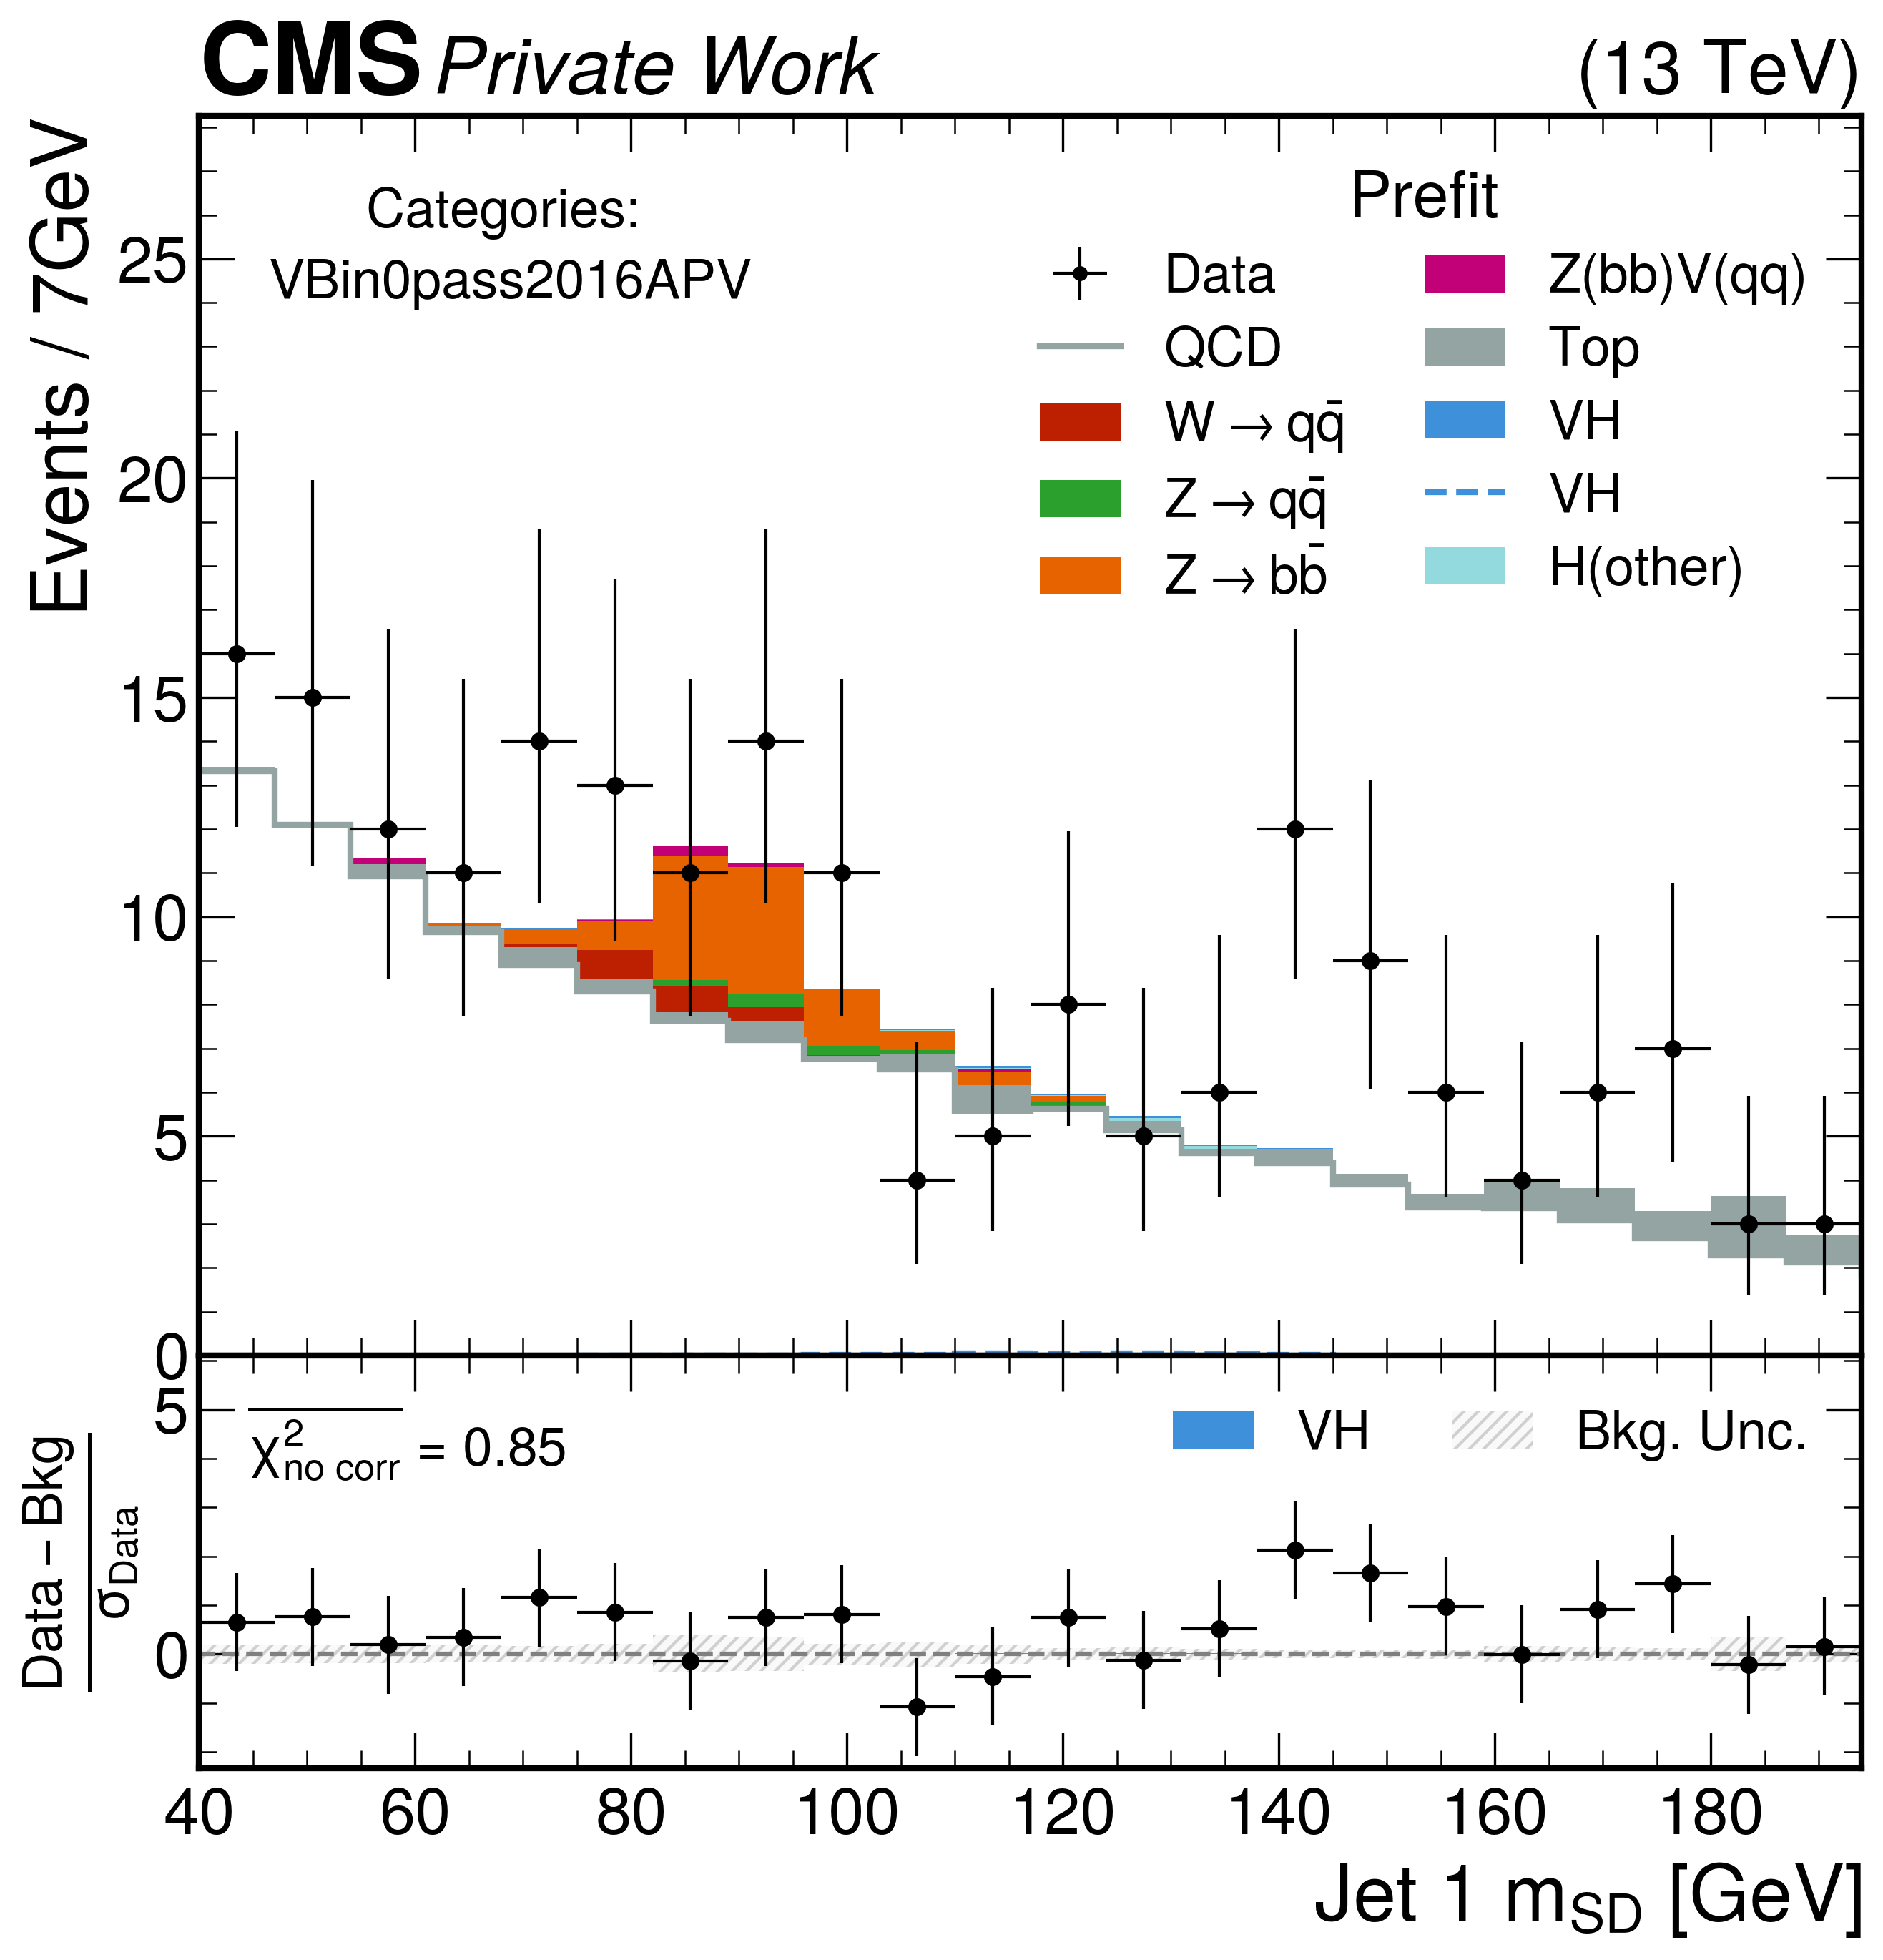 CMS Private Work (13 TeV)
Events / 7GeV
Categories:
VBin0pass2016APV
Prefit
Data
QCD
W → qq̄
Z → qq̄
Z → bb̄
Z(bb)V(qq)
Top
VH
VH
H(other)
25
20
15
10
5
0
Data − Bkg
σData
5
0
χ²no corr = 0.85
VH
Bkg. Unc.
40 60 80 100 120 140 160 180
Jet 1 mSD [GeV]